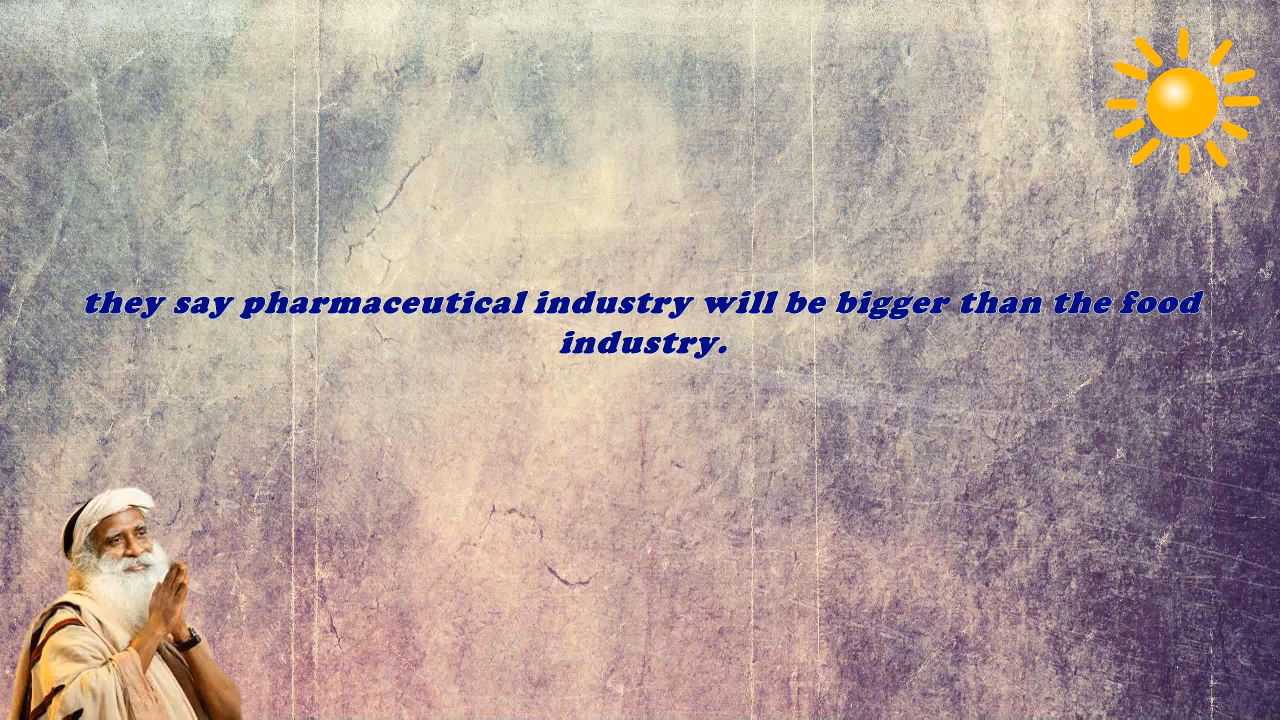 they say pharmaceutical industry will be bigger than the food
industry.